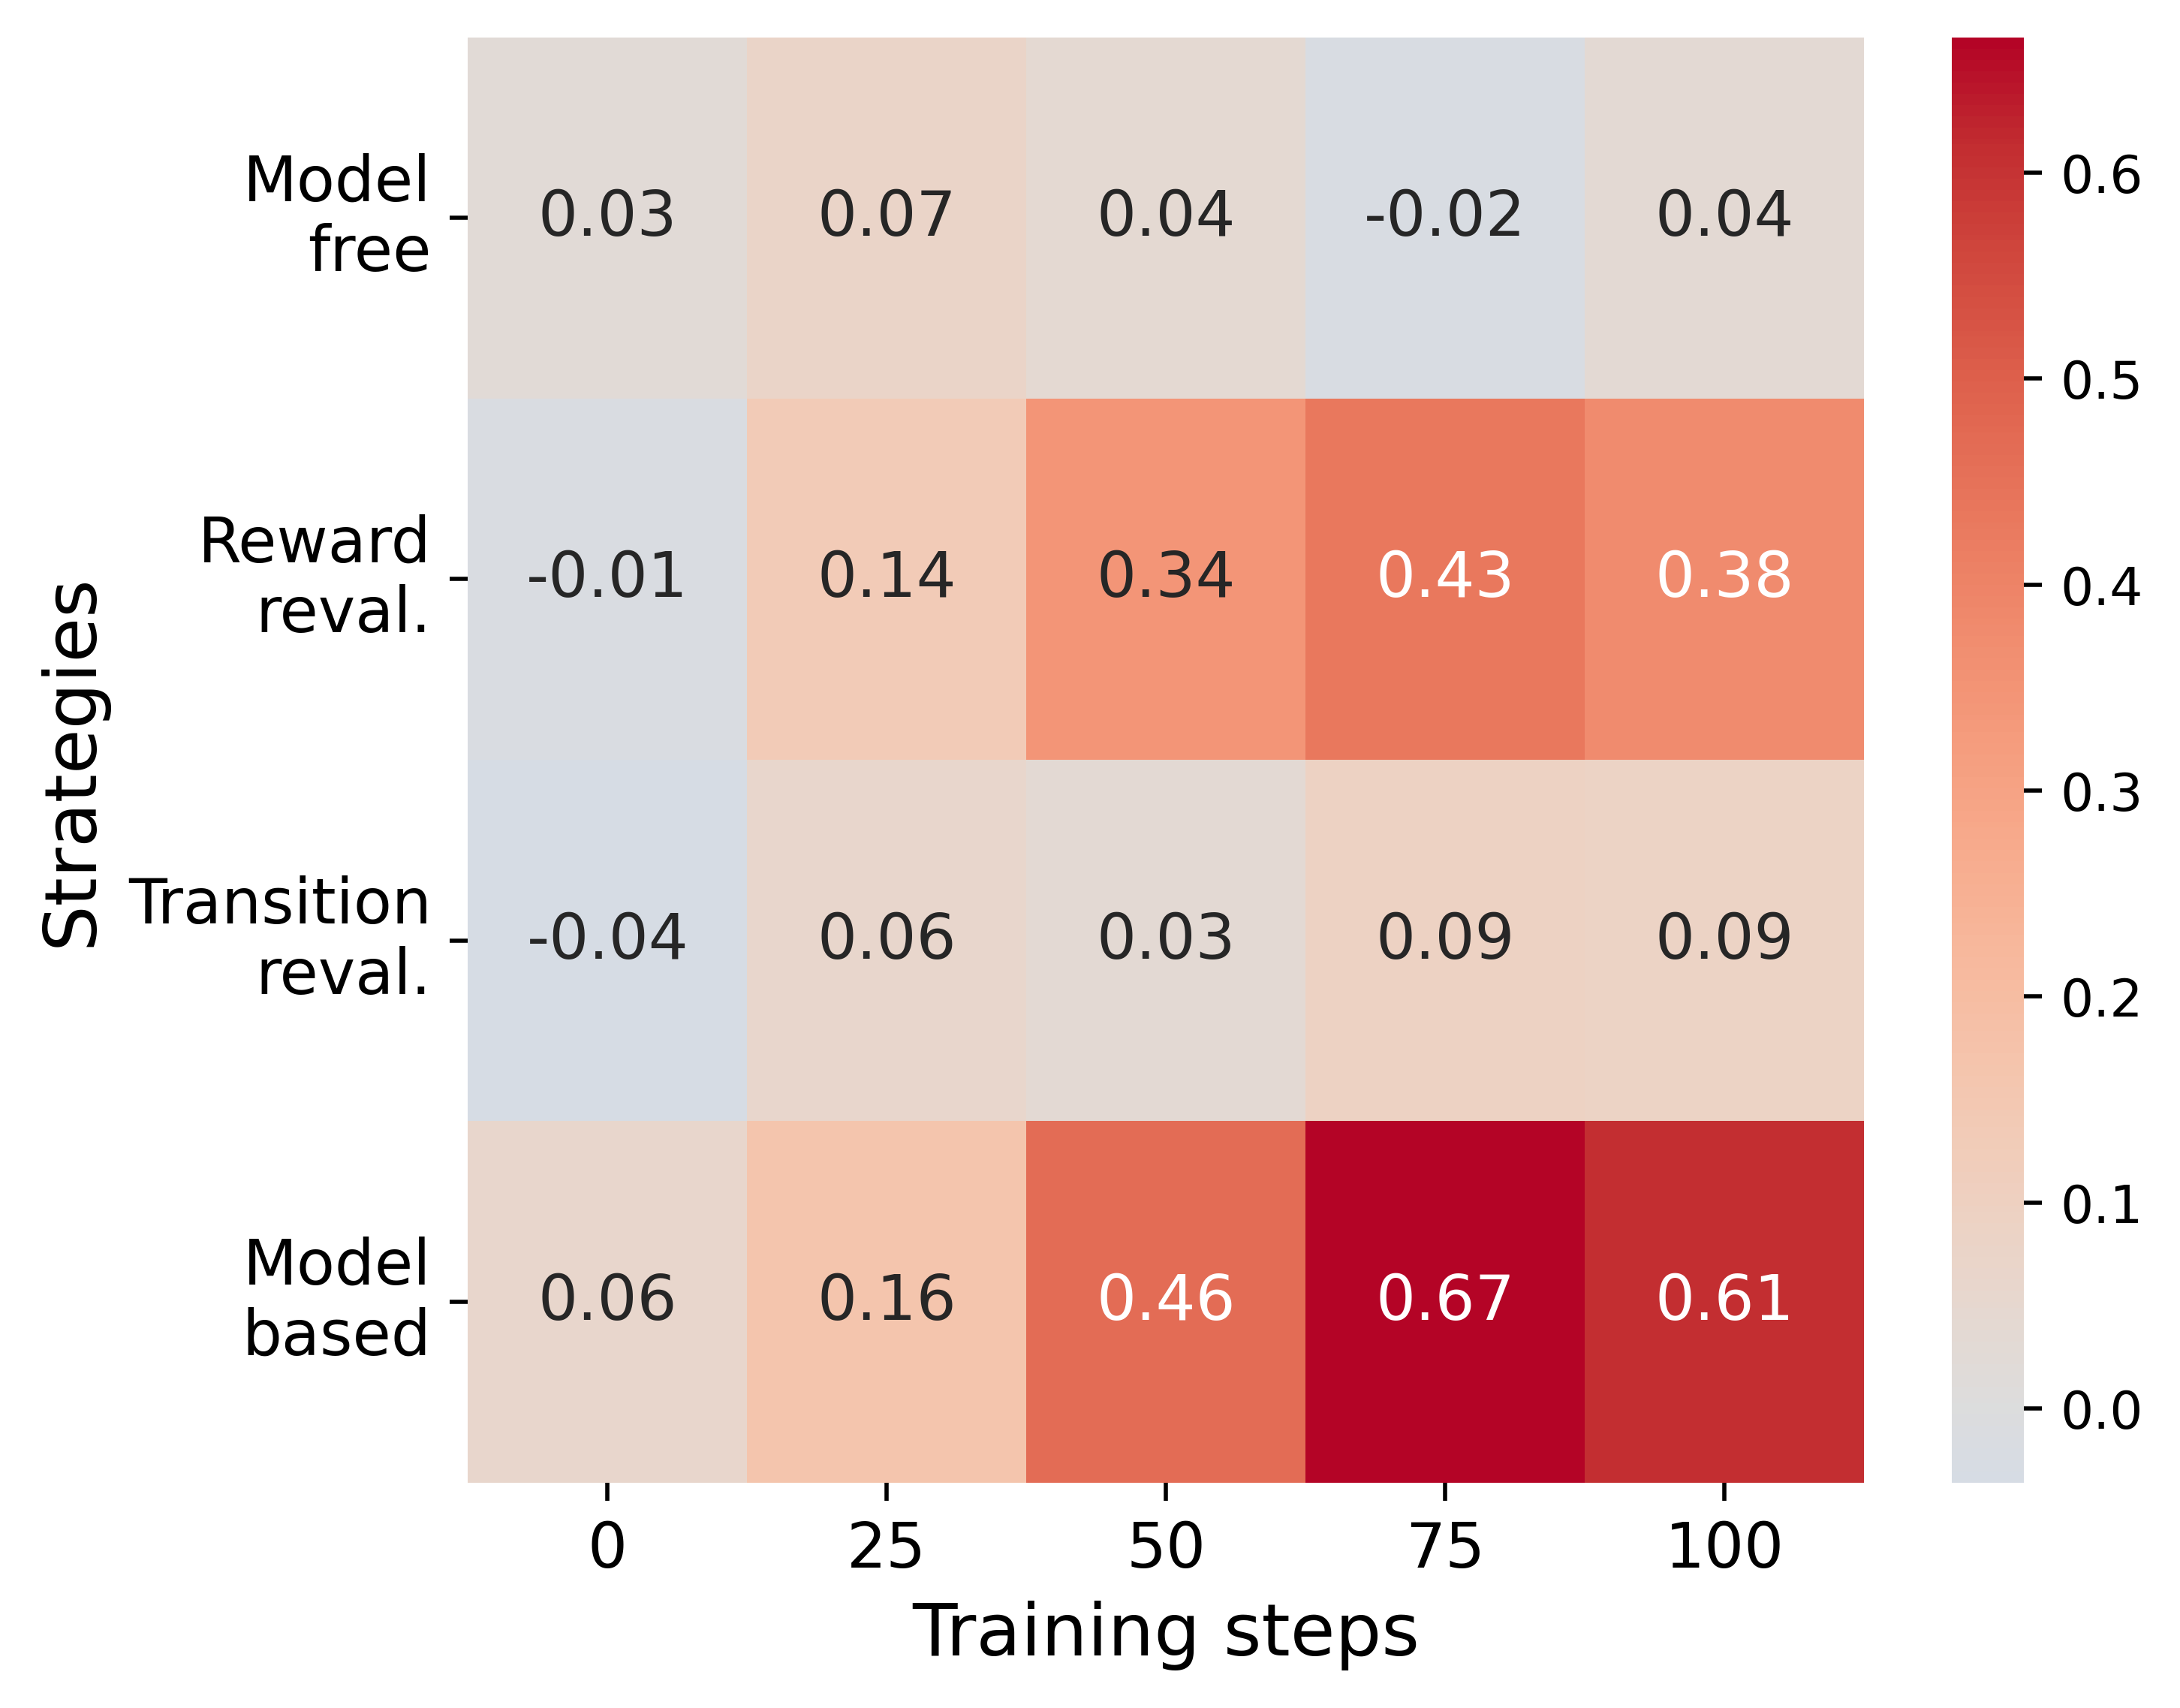 Strategies
Model
free
0.03 0.07 0.04 -0.02 0.04
Reward
reval.
-0.01 0.14 0.34 0.43 0.38
Transition
reval.
-0.04 0.06 0.03 0.09 0.09
Model
based
0.06 0.16 0.46 0.67 0.61
0 25 50 75 100
Training steps
0.6
0.5
0.4
0.3
0.2
0.1
0.0